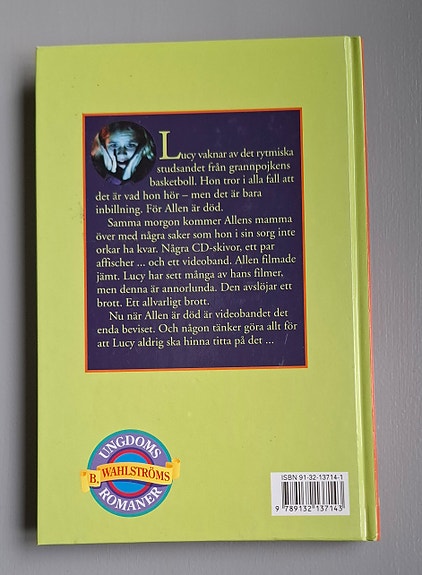 Lucy vaknar av det rytmiska
studsandet från grannpojkens
basketboll. Hon tror i alla fall att
det är vad hon hör – men det är bara
inbillning. För Allen är död.
Samma morgon kommer Allens mamma
över med några saker som hon i sin sorg inte
orkar ha kvar. Några CD-skivor, ett par
affischer ... och ett videoband. Allen filmade
jämt. Lucy har sett många av hans filmer,
men denna är annorlunda. Den avslöjar ett
brott. Ett allvarligt brott.
Nu när Allen är död är videobandet det
enda beviset. Och någon tänker göra allt för
att Lucy aldrig ska hinna titta på det ...
UNGDOMS
B. WAHLSTRÖMS
ROMANER
ISBN 91-32-13714-1
9 789132 137143